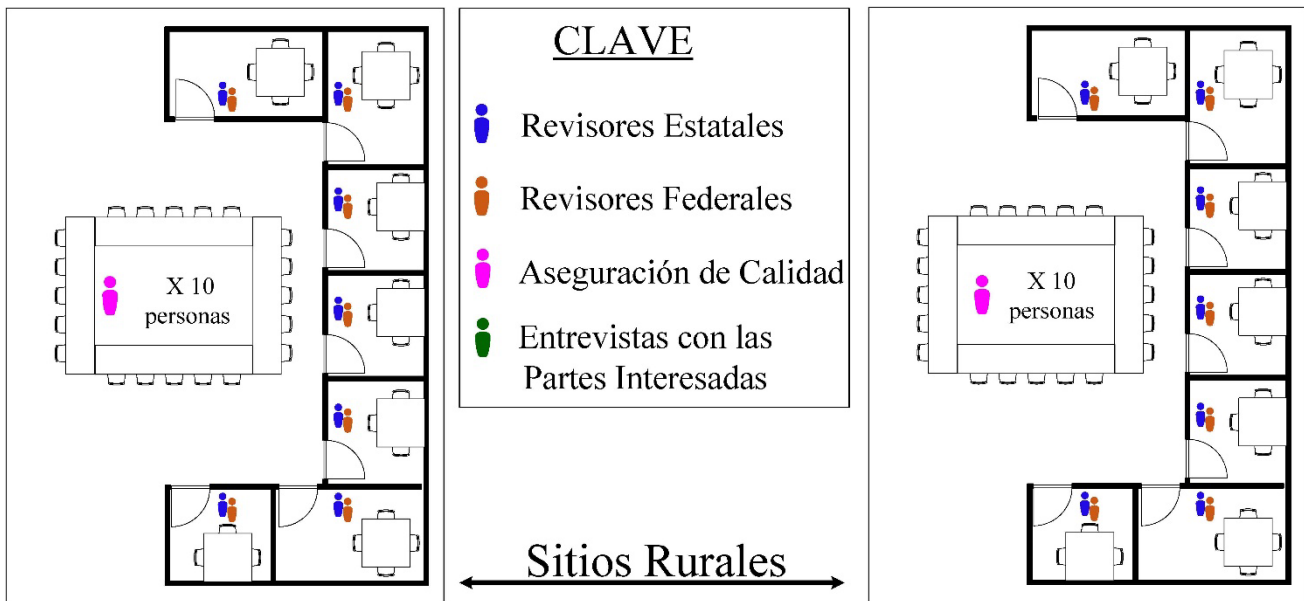 CLAVE
Revisores Estatales
Revisores Federales
Aseguración de Calidad
Entrevistas con las
Partes Interesadas
X 10
personas
X 10
personas
Sitios Rurales